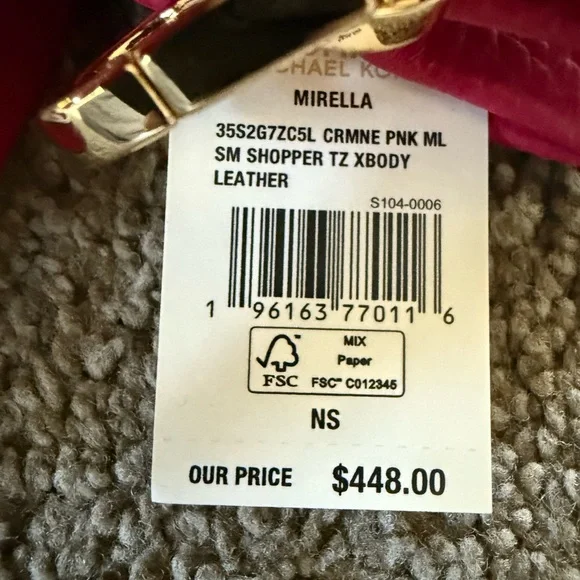 MIRELLA
35S2G7ZC5L CRMNE PNK ML
SM SHOPPER TZ XBODY
LEATHER
S104-0006
1 96163 77011 6
MIX
Paper
FSC
FSC™ C012345
NS
OUR PRICE $448.00